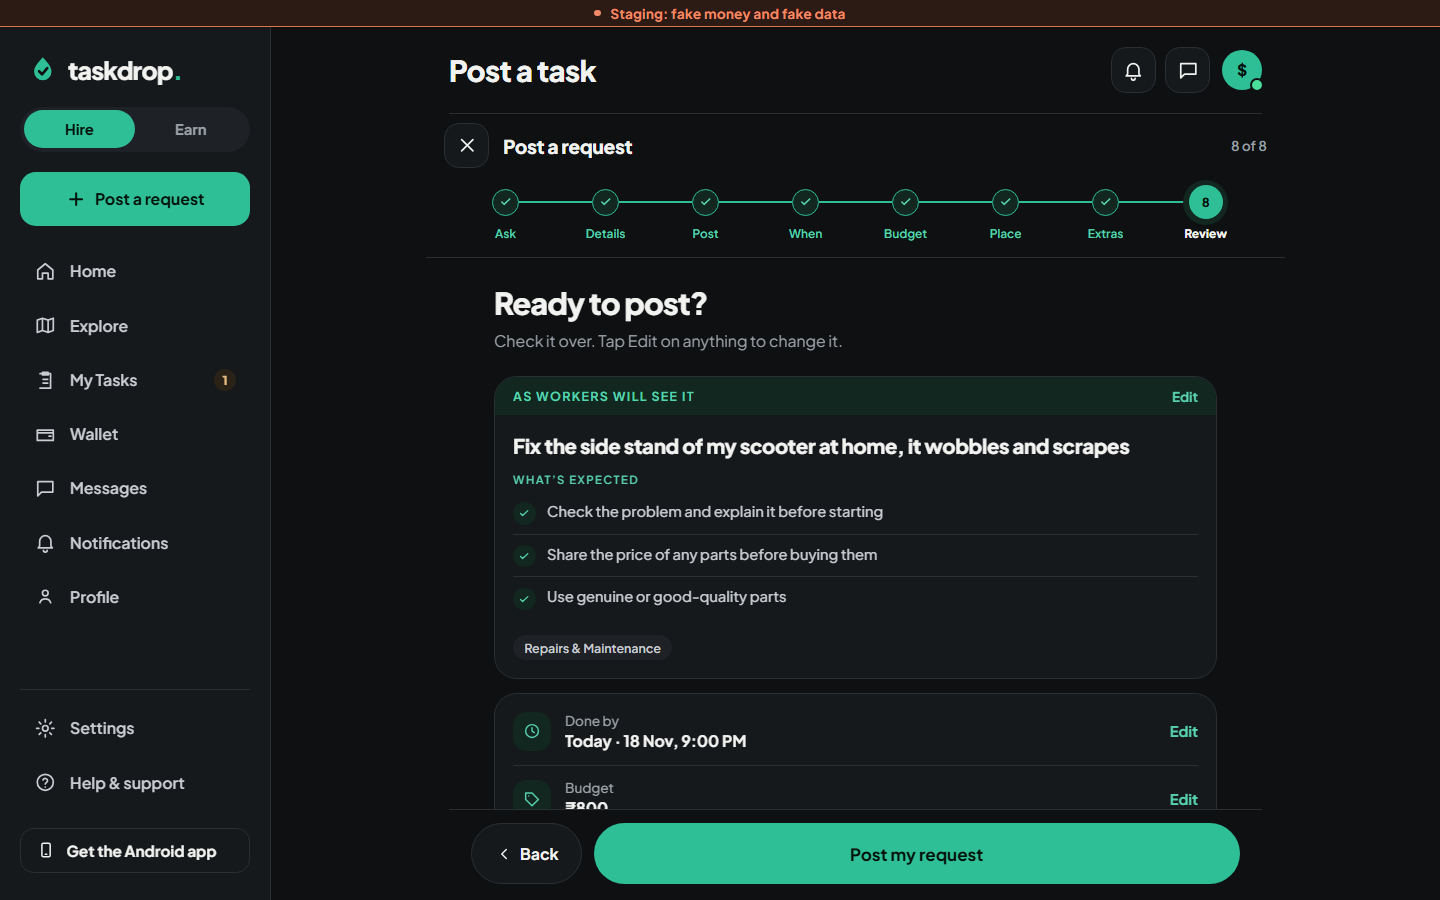 Staging: fake money and fake data
taskdrop.
Hire
Earn
Post a request
Home
Explore
My Tasks
1
Wallet
Messages
Notifications
Profile
Settings
Help & support
Get the Android app
Post a task
$
Post a request
8 of 8
8
Ask
Details
Post
When
Budget
Place
Extras
Review
Ready to post?
Check it over. Tap Edit on anything to change it.
AS WORKERS WILL SEE IT
Edit
Fix the side stand of my scooter at home, it wobbles and scrapes
WHAT'S EXPECTED
Check the problem and explain it before starting
Share the price of any parts before buying them
Use genuine or good-quality parts
Repairs & Maintenance
Done by
Today · 18 Nov, 9:00 PM
Edit
Budget
₹800
Edit
Back
Post my request